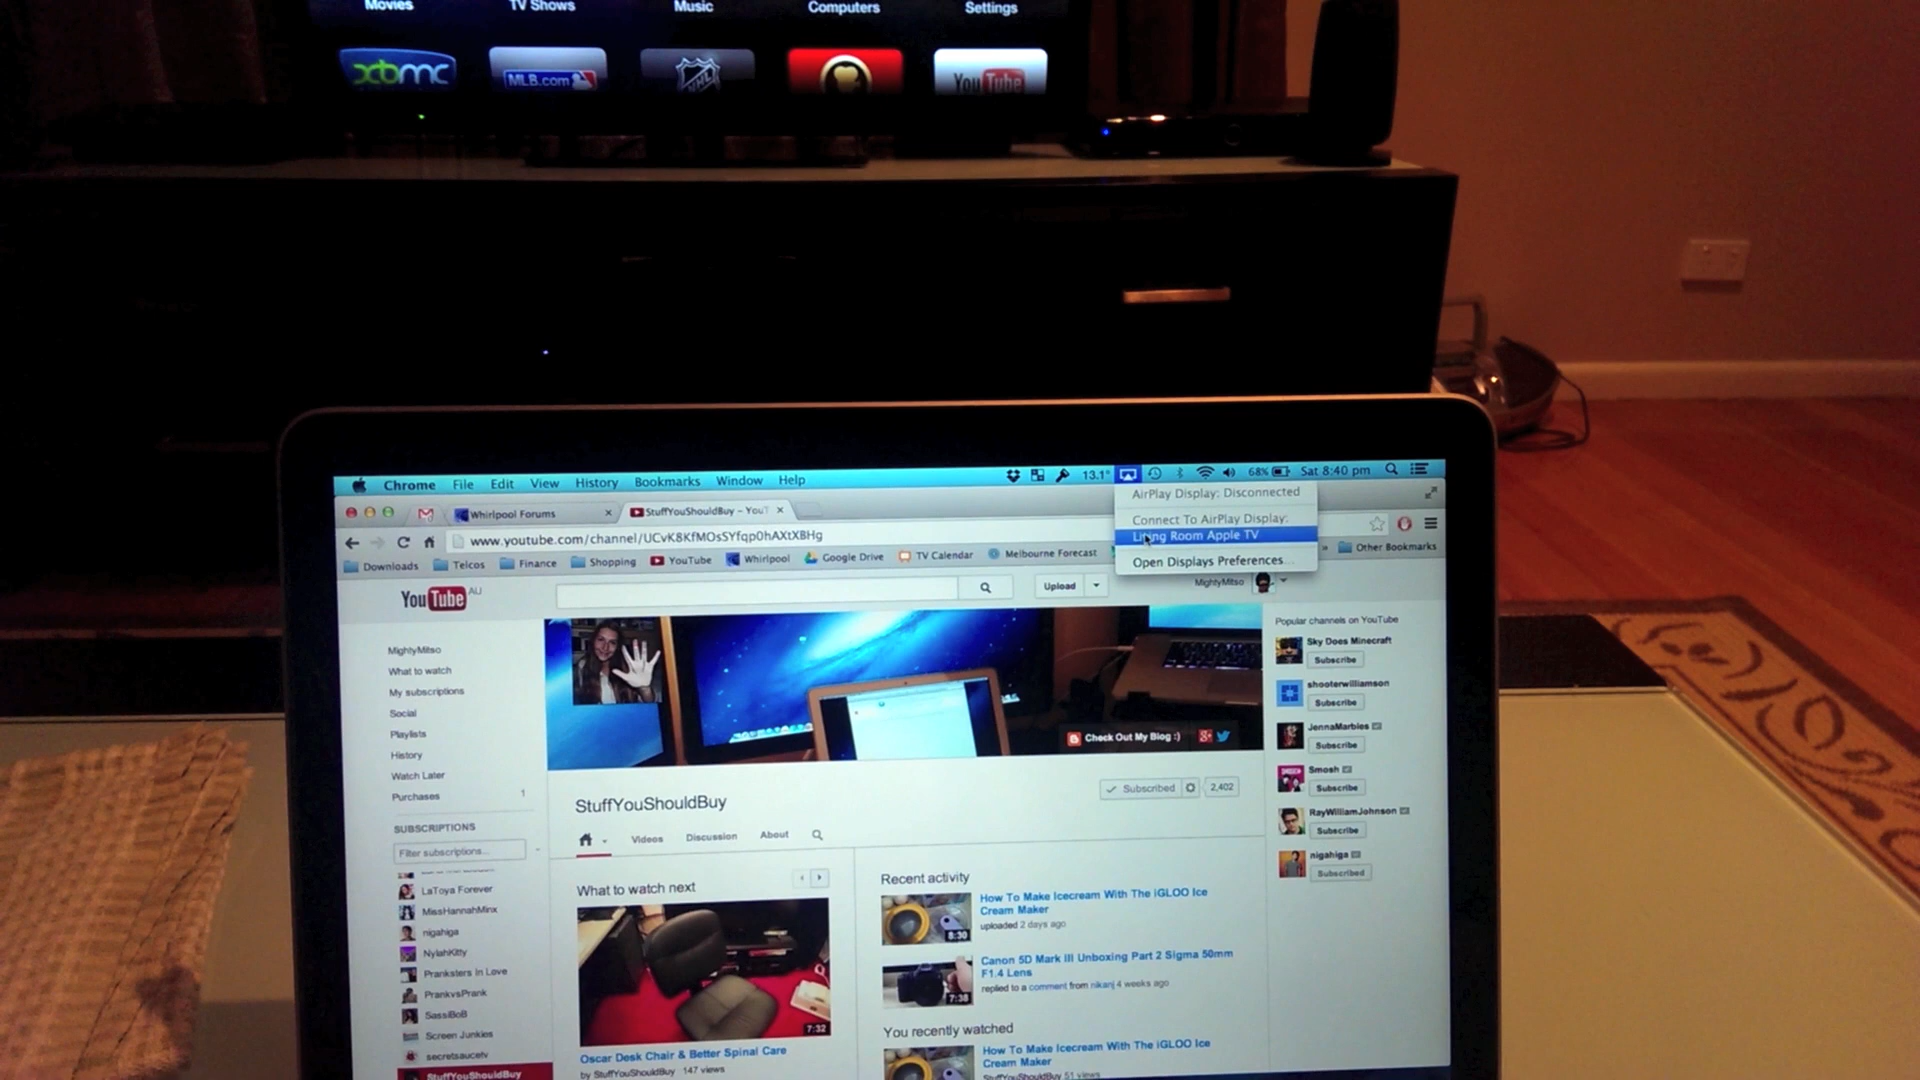 Movies TV Shows Music Computers Settings
xbmc MLB.com NHL YouTube
Chrome File Edit View History Bookmarks Window Help 13.1° 68% Sat 8:40 pm
AirPlay Display: Disconnected
Connect To AirPlay Display:
Living Room Apple TV
Open Displays Preferences...
Whirlpool Forums
StuffYouShouldBuy - YouT
www.youtube.com/channel/UCvK8KfMOsSYfqp0hAXtXBHg
Downloads Telcos Finance Shopping YouTube Whirlpool Google Drive TV Calendar Melbourne Forecast » Other Bookmarks
YouTube AU
Upload
MightyMitso
MightyMitso
What to watch
My subscriptions
Social
Playlists
History
Watch Later
Purchases 1
SUBSCRIPTIONS
Filter subscriptions...
LaToya Forever
MissHannahMinx
nigahiga
NylahKitty
Pranksters In Love
PrankvsPrank
SassiBoB
Screen Junkies
secretsaucetv
StuffYouShouldBuy
Check Out My Blog :)
StuffYouShouldBuy
Subscribed 2,402
Videos Discussion About
What to watch next
7:32
Oscar Desk Chair & Better Spinal Care
by StuffYouShouldBuy 147 views
Recent activity
8:30
How To Make Icecream With The iGLOO Ice
Cream Maker
uploaded 2 days ago
7:38
Canon 5D Mark III Unboxing Part 2 Sigma 50mm
F1.4 Lens
replied to a comment from nikanj 4 weeks ago
You recently watched
How To Make Icecream With The iGLOO Ice
Cream Maker
StuffYouShouldBuy 51 views
Popular channels on YouTube
Sky Does Minecraft
Subscribe
shooterwilliamson
Subscribe
JennaMarbles
Subscribe
Smosh
Subscribe
RayWilliamJohnson
Subscribe
nigahiga
Subscribed